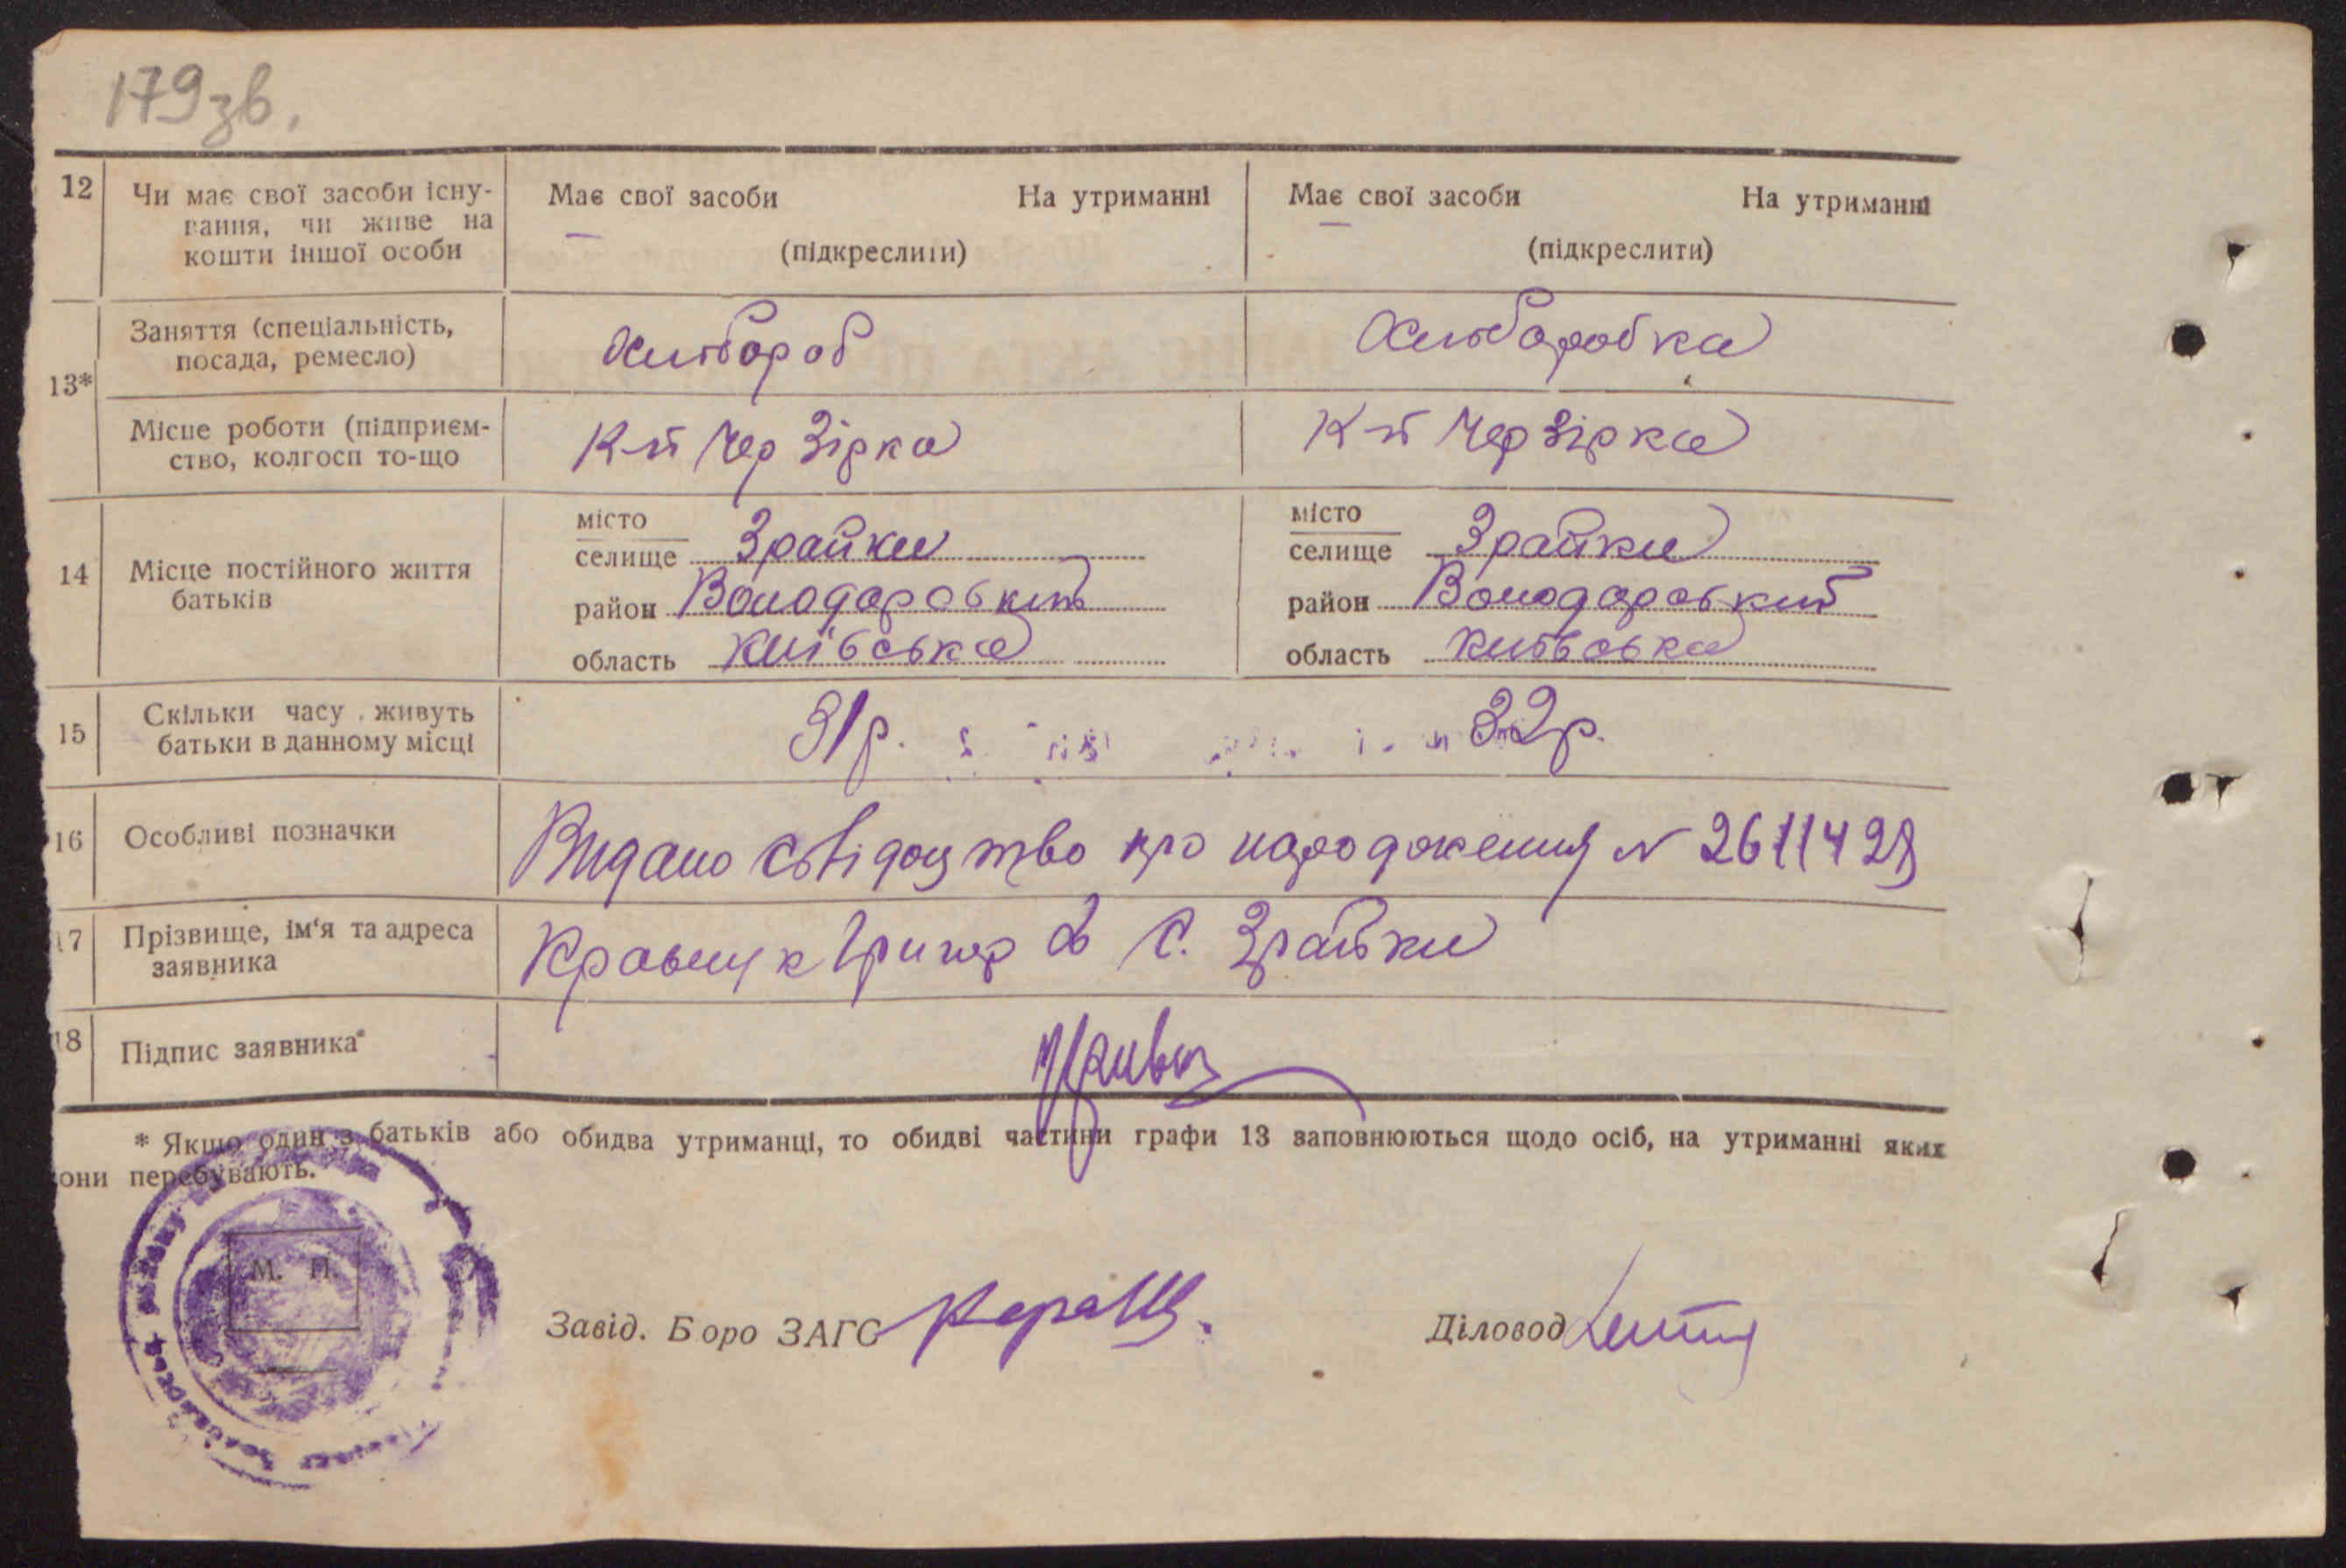 179зв.
12 Чи має свої засоби існу-
вання, чи живе на
кошти іншої особи
Має свої засоби На утриманні
(підкреслити)
Має свої засоби На утриманні
(підкреслити)
13*
Заняття (спеціальність,
посада, ремесло)
Хлібороб
Хліборобка
Місце роботи (підприєм-
ство, колгосп то-що
К-п Чер Зірка
К-п Чер Зірка
14 Місце постійного життя
батьків
місто
селище Зрайки
район Володарський
область Київська
місто
селище Зрайки
район Володарський
область Київська
15 Скільки часу живуть
батьки в данному місці
31р. 32р.
16 Особливі позначки
Видано свідоцтво про народження N
17 Прізвище, ім'я та адреса
заявника
Кравчук Григор с. Зрайки
18 Підпис заявника*
* Якщо один з батьків або обидва утриманці, то обидві частини графи 13 заповнюються щодо осіб, на утриманні яких
вони перебувають.
М. П.
Завід. Боро ЗАГС
Діловод